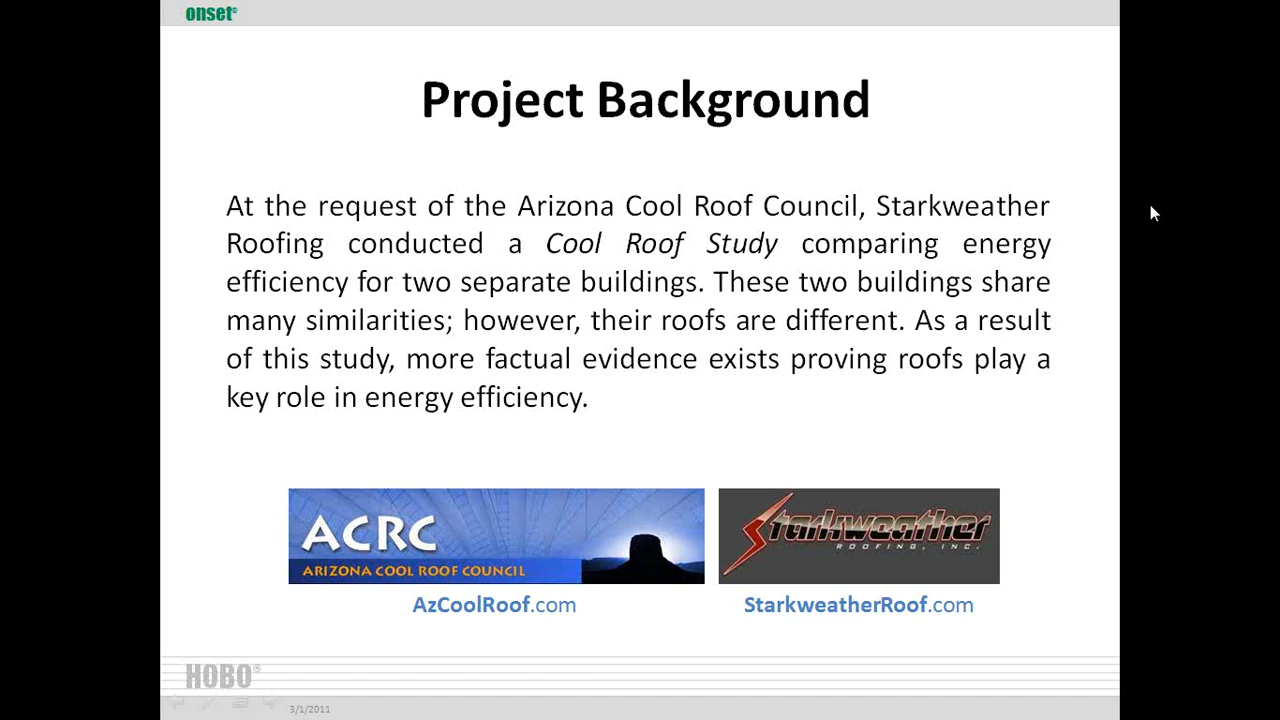 onset®
Project Background
At the request of the Arizona Cool Roof Council, Starkweather
Roofing conducted a Cool Roof Study comparing energy
efficiency for two separate buildings. These two buildings share
many similarities; however, their roofs are different. As a result
of this study, more factual evidence exists proving roofs play a
key role in energy efficiency.
ACRC
ARIZONA COOL ROOF COUNCIL
Starkweather
ROOFING, INC.
AzCoolRoof.com
StarkweatherRoof.com
HOBO®
3/1/2011